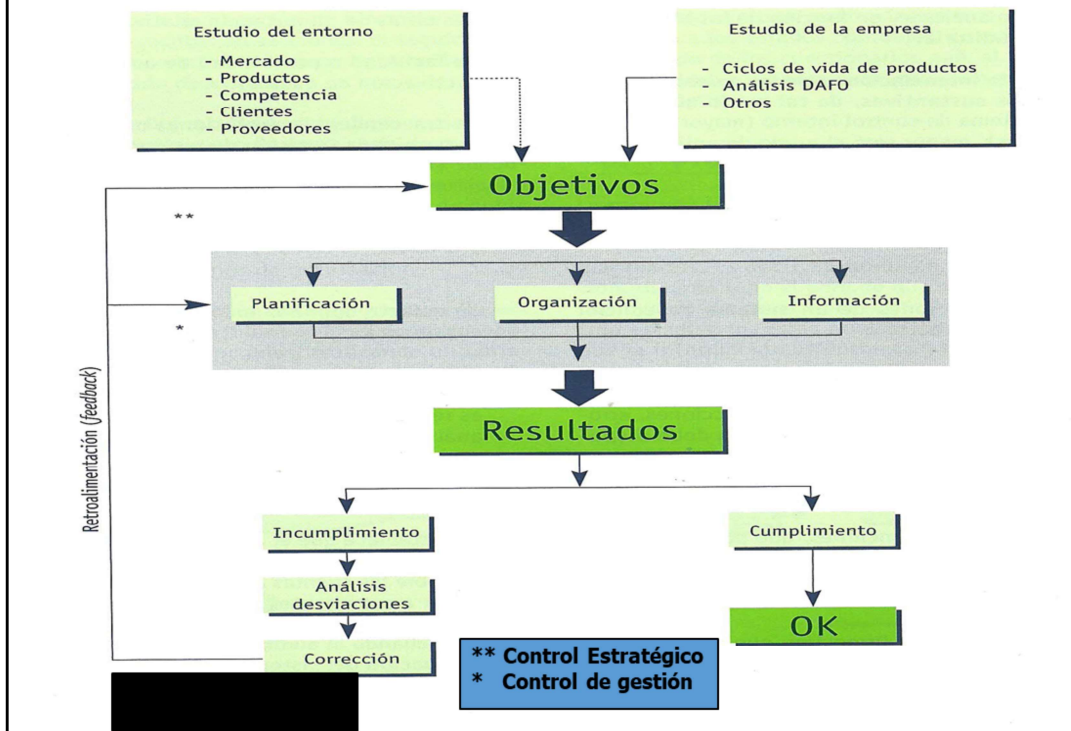 Estudio del entorno
- Mercado
- Productos
- Competencia
- Clientes
- Proveedores
Estudio de la empresa
- Ciclos de vida de productos
- Análisis DAFO
- Otros
Objetivos
**
Planificación
Organización
Información
*
Retroalimentación (feedback)
Resultados
Incumplimiento
Cumplimiento
Análisis
desviaciones
OK
Corrección
** Control Estratégico
* Control de gestión